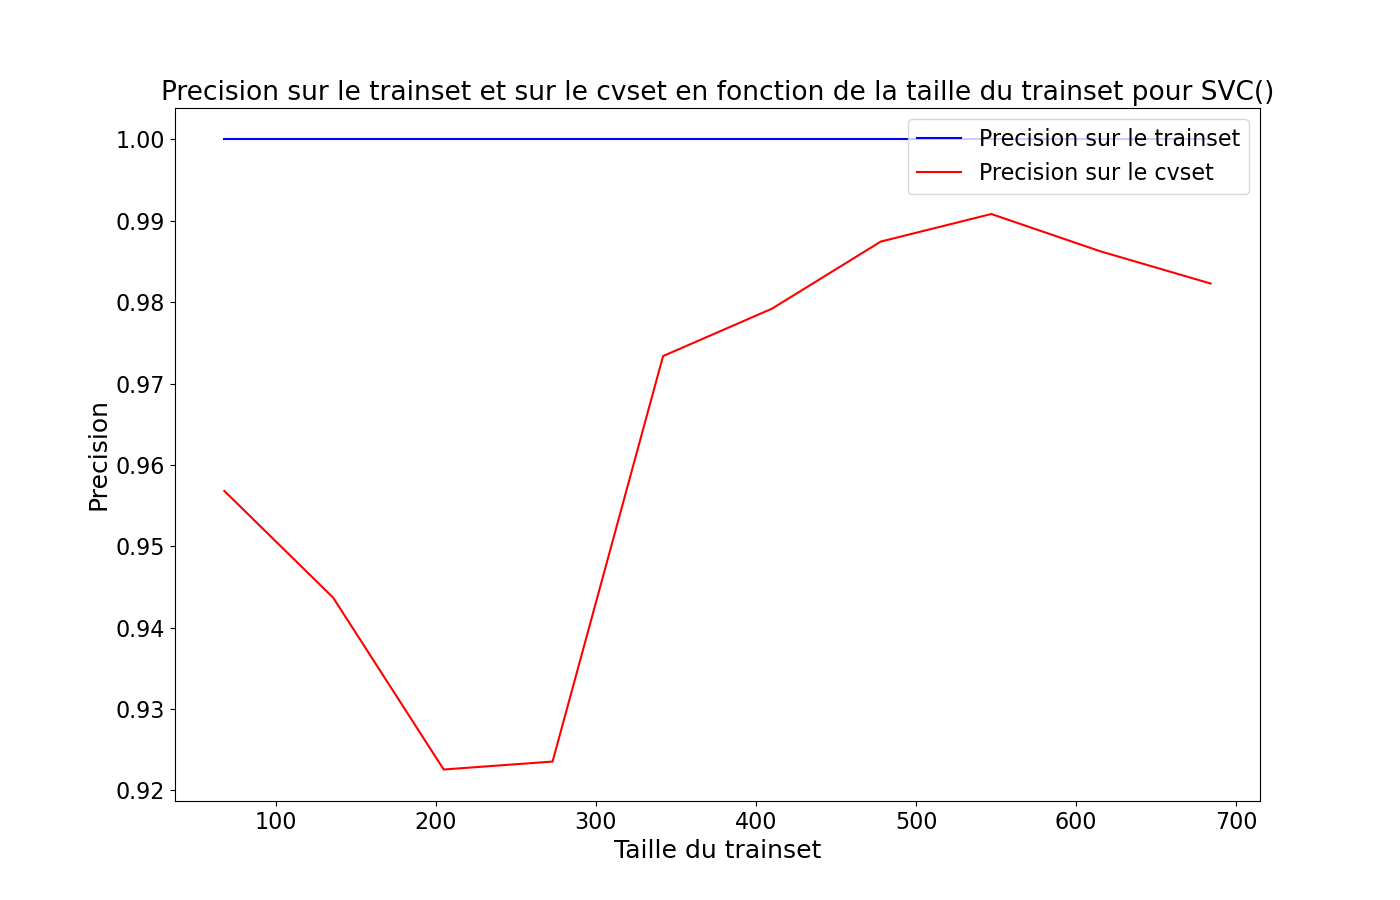 Precision sur le trainset et sur le cvset en fonction de la taille du trainset pour SVC()
Precision sur le trainset
Precision sur le cvset
1.00
0.99
0.98
0.97
0.96
0.95
0.94
0.93
0.92
Precision
100 200 300 400 500 600 700
Taille du trainset